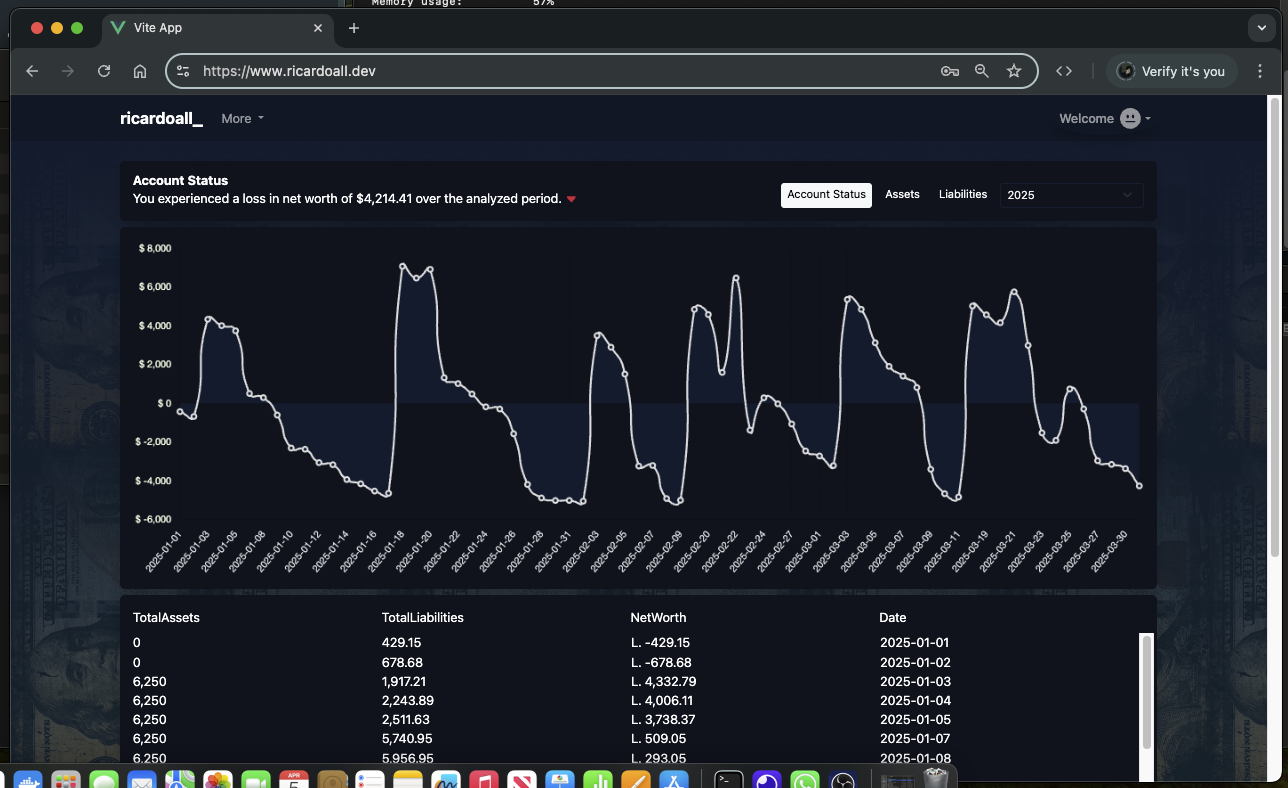 Memory usage: 57%
Vite App
https://www.ricardoall.dev
Verify it's you
ricardoall_ More
Welcome
Account Status
You experienced a loss in net worth of $4,214.41 over the analyzed period.
Account Status Assets Liabilities 2025
$ 8,000
$ 6,000
$ 4,000
$ 2,000
$ 0
$ -2,000
$ -4,000
$ -6,000
2025-01-01 2025-01-03 2025-01-05 2025-01-08 2025-01-10 2025-01-12 2025-01-14 2025-01-16 2025-01-18 2025-01-20 2025-01-22 2025-01-24 2025-01-26 2025-01-28 2025-01-31 2025-02-03 2025-02-05 2025-02-07 2025-02-09 2025-02-20 2025-02-22 2025-02-24 2025-02-27 2025-03-01 2025-03-03 2025-03-05 2025-03-07 2025-03-09 2025-03-11 2025-03-19 2025-03-21 2025-03-23 2025-03-25 2025-03-27 2025-03-30
TotalAssets TotalLiabilities NetWorth Date
0 429.15 L. -429.15 2025-01-01
0 678.68 L. -678.68 2025-01-02
6,250 1,917.21 L. 4,332.79 2025-01-03
6,250 2,243.89 L. 4,006.11 2025-01-04
6,250 2,511.63 L. 3,738.37 2025-01-05
6,250 5,740.95 L. 509.05 2025-01-07
6,250 5,956.95 L. 293.05 2025-01-08
APR
5